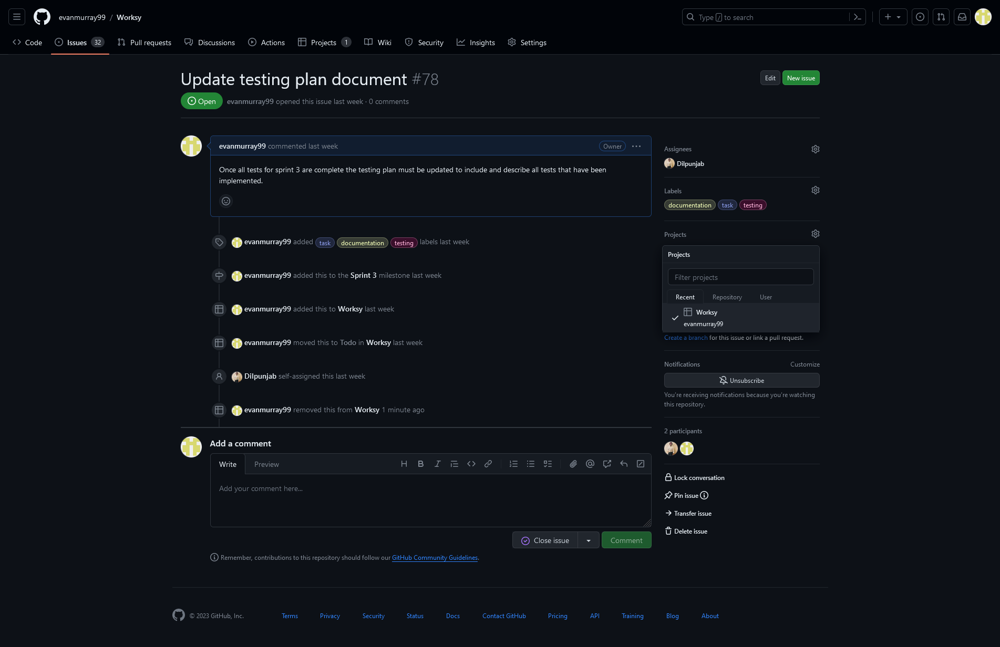 evanmurray99 / Worksy
Type / to search
Code
Issues 32
Pull requests
Discussions
Actions
Projects 1
Wiki
Security
Insights
Settings
Update testing plan document #78
Edit
New issue
Open
evanmurray99 opened this issue last week · 0 comments
evanmurray99 commented last week
Owner
Once all tests for sprint 3 are complete the testing plan must be updated to include and describe all tests that have been
implemented.
evanmurray99 added task documentation testing labels last week
evanmurray99 added this to the Sprint 3 milestone last week
evanmurray99 added this to Worksy last week
evanmurray99 moved this to Todo in Worksy last week
Dilpunjab self-assigned this last week
evanmurray99 removed this from Worksy 1 minute ago
Add a comment
Write
Preview
Add your comment here...
Close issue
Comment
Remember, contributions to this repository should follow our GitHub Community Guidelines.
Assignees
Dilpunjab
Labels
documentation task testing
Projects
Projects
Filter projects
Recent
Repository
User
Worksy
evanmurray99
Create a branch for this issue or link a pull request.
Notifications
Customize
Unsubscribe
You're receiving notifications because you're watching
this repository.
2 participants
Lock conversation
Pin issue
Transfer issue
Delete issue
© 2023 GitHub, Inc.
Terms
Privacy
Security
Status
Docs
Contact GitHub
Pricing
API
Training
Blog
About